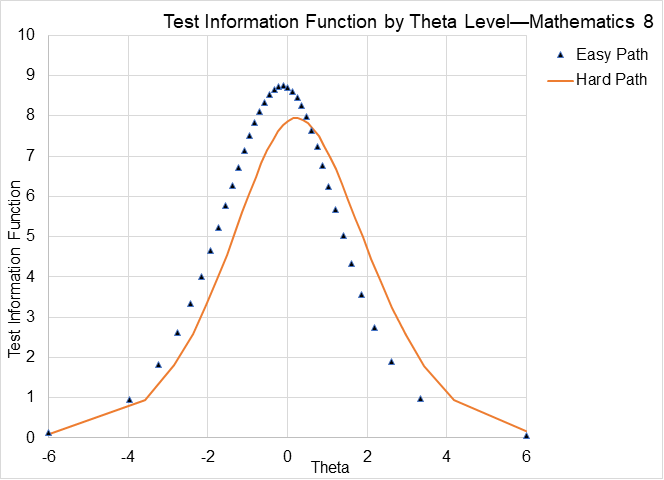 Test Information Function by Theta Level—Mathematics 8
Easy Path
Hard Path
Test Information Function
10
9
8
7
6
5
4
3
2
1
0
-6 -4 -2 0 2 4 6
Theta